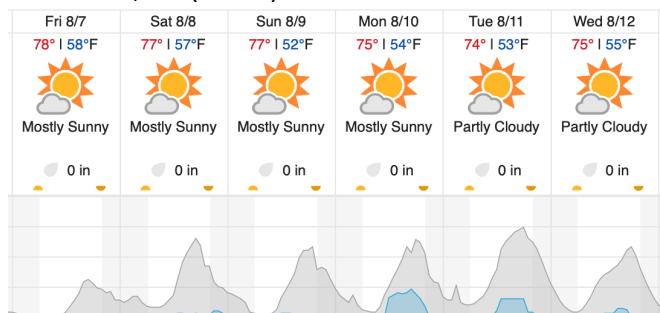 Fri 8/7 Sat 8/8 Sun 8/9 Mon 8/10 Tue 8/11 Wed 8/12
78° | 58°F 77° | 57°F 77° | 52°F 75° | 54°F 74° | 53°F 75° | 55°F
Mostly Sunny Mostly Sunny Mostly Sunny Mostly Sunny Partly Cloudy Partly Cloudy
0 in 0 in 0 in 0 in 0 in 0 in